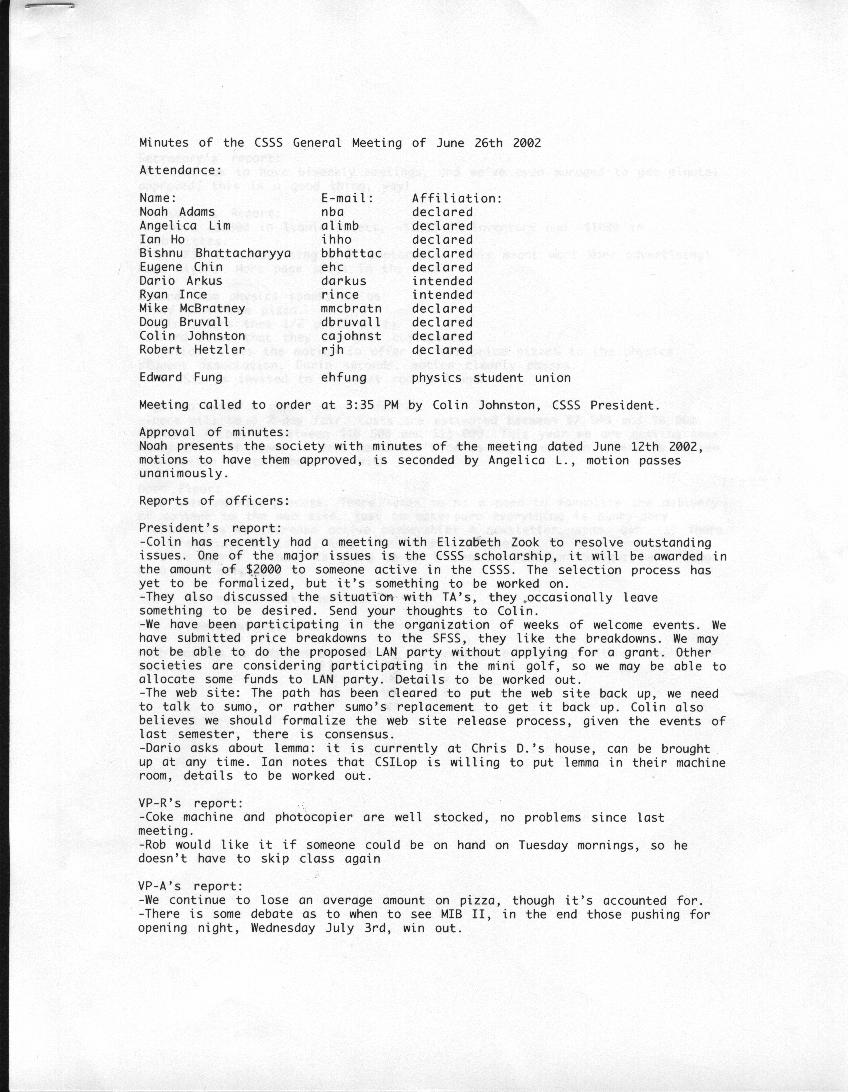 Minutes of the CSSS General Meeting of June 26th 2002
Attendance:
Name: E-mail: Affiliation:
Noah Adams nba declared
Angelica Lim alimb declared
Ian Ho ihho declared
Bishnu Bhattacharyya bbhattac declared
Eugene Chin ehc declared
Dario Arkus darkus intended
Ryan Ince rince intended
Mike McBratney mmcbratn declared
Doug Bruvall dbruvall declared
Colin Johnston cajohnst declared
Robert Hetzler rjh declared
Edward Fung ehfung physics student union
Meeting called to order at 3:35 PM by Colin Johnston, CSSS President.
Approval of minutes:
Noah presents the society with minutes of the meeting dated June 12th 2002,
motions to have them approved, is seconded by Angelica L., motion passes
unanimously.
Reports of officers:
President's report:
-Colin has recently had a meeting with Elizabeth Zook to resolve outstanding
issues. One of the major issues is the CSSS scholarship, it will be awarded in
the amount of $2000 to someone active in the CSSS. The selection process has
yet to be formalized, but it's something to be worked on.
-They also discussed the situation with TA's, they occasionally leave
something to be desired. Send your thoughts to Colin.
-We have been participating in the organization of weeks of welcome events. We
have submitted price breakdowns to the SFSS, they like the breakdowns. We may
not be able to do the proposed LAN party without applying for a grant. Other
societies are considering participating in the mini golf, so we may be able to
allocate some funds to LAN party. Details to be worked out.
-The web site: The path has been cleared to put the web site back up, we need
to talk to sumo, or rather sumo's replacement to get it back up. Colin also
believes we should formalize the web site release process, given the events of
last semester, there is consensus.
-Dario asks about lemma: it is currently at Chris D.'s house, can be brought
up at any time. Ian notes that CSILop is willing to put lemma in their machine
room, details to be worked out.
VP-R's report:
-Coke machine and photocopier are well stocked, no problems since last
meeting.
-Rob would like it if someone could be on hand on Tuesday mornings, so he
doesn't have to skip class again
VP-A's report:
-We continue to lose an average amount on pizza, though it's accounted for.
-There is some debate as to when to see MIB II, in the end those pushing for
opening night, Wednesday July 3rd, win out.